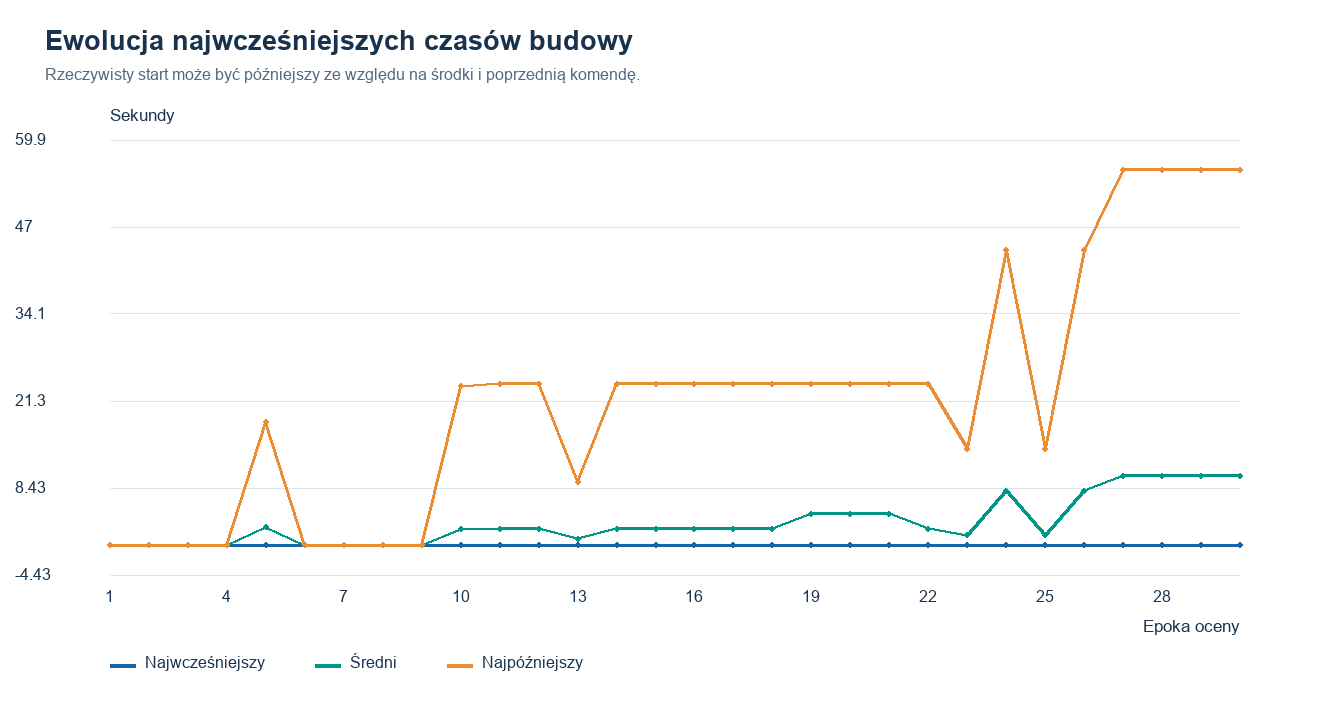 Ewolucja najwcześniejszych czasów budowy
Rzeczywisty start może być późniejszy ze względu na środki i poprzednią komendę.
Sekundy
59.9
47
34.1
21.3
8.43
-4.43
1 4 7 10 13 16 19 22 25 28
Epoka oceny
Najwcześniejszy Średni Najpóźniejszy